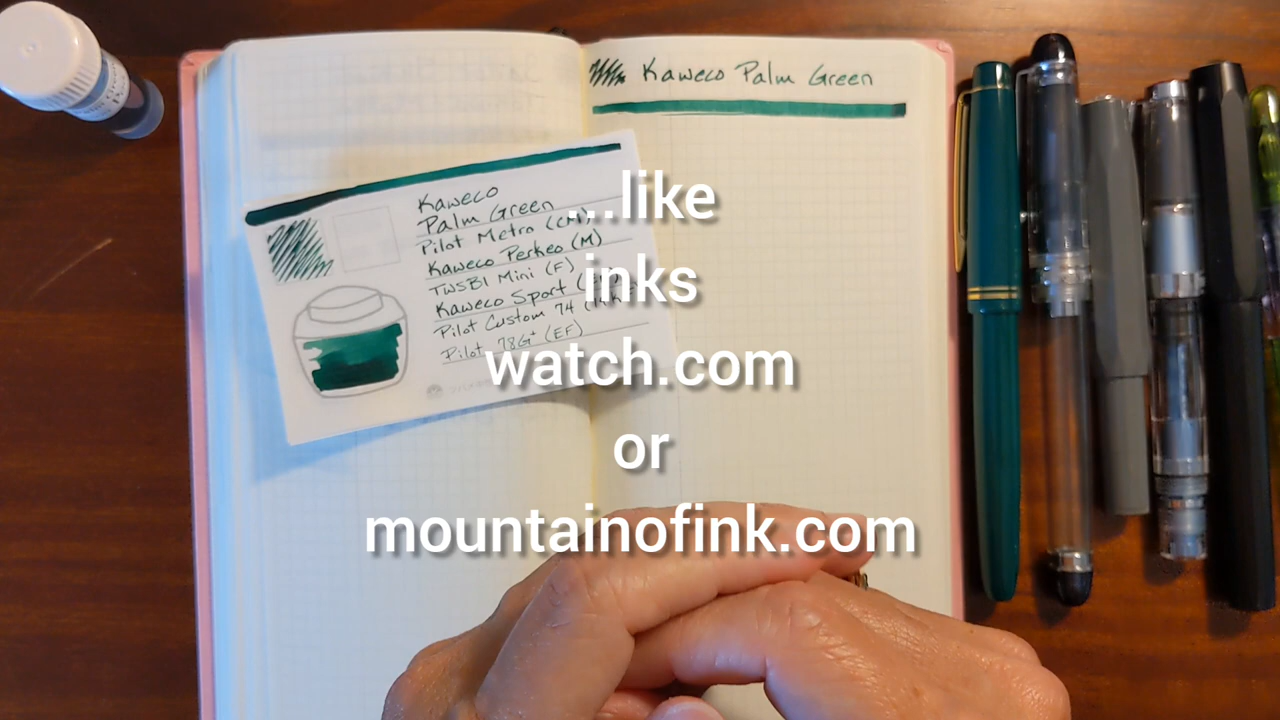 Kaweco Palm Green
Kaweco
Palm Green
Pilot Metro (CM)
Kaweco Perkeo (M)
TWSBI Mini (F)
Kaweco Sport
Pilot Custom 74
Pilot 78G+ (EF)
...like
inks
watch.com
or
mountainofink.com